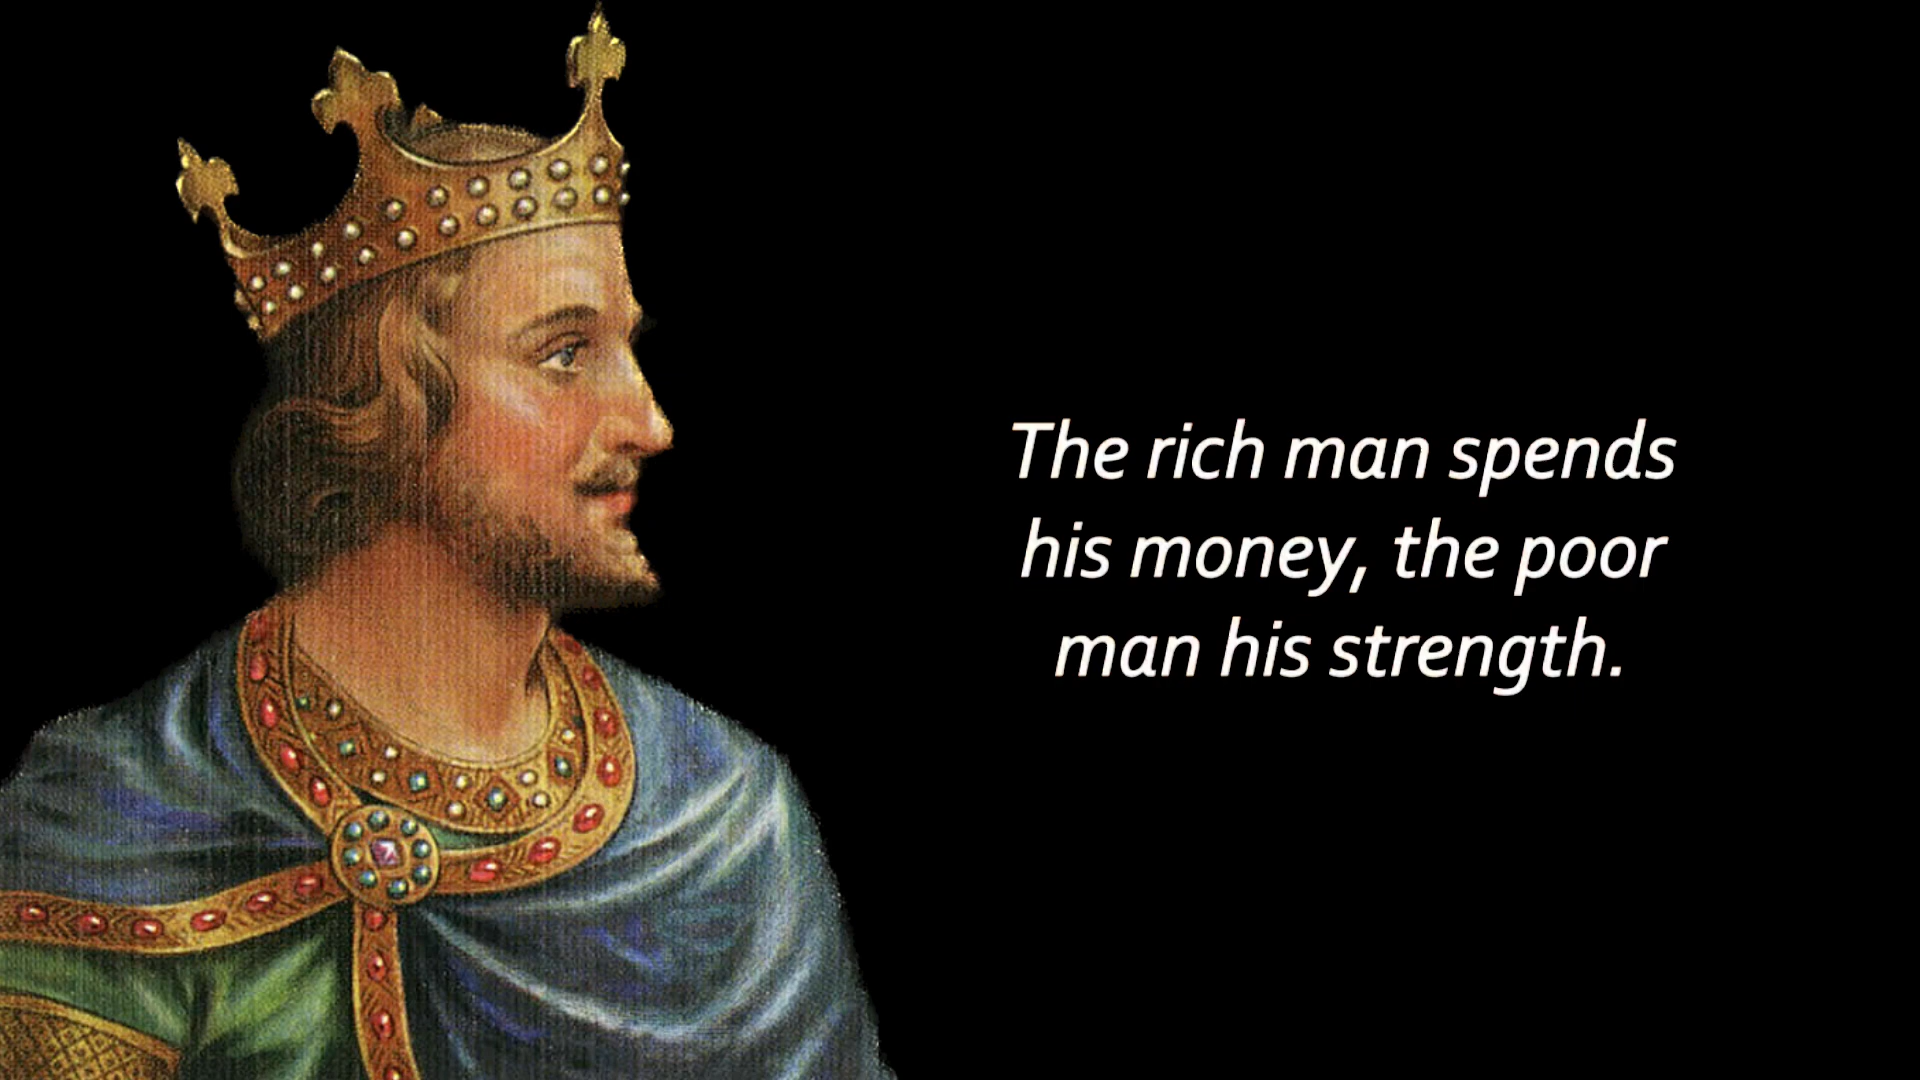 The rich man spends
his money, the poor
man his strength.